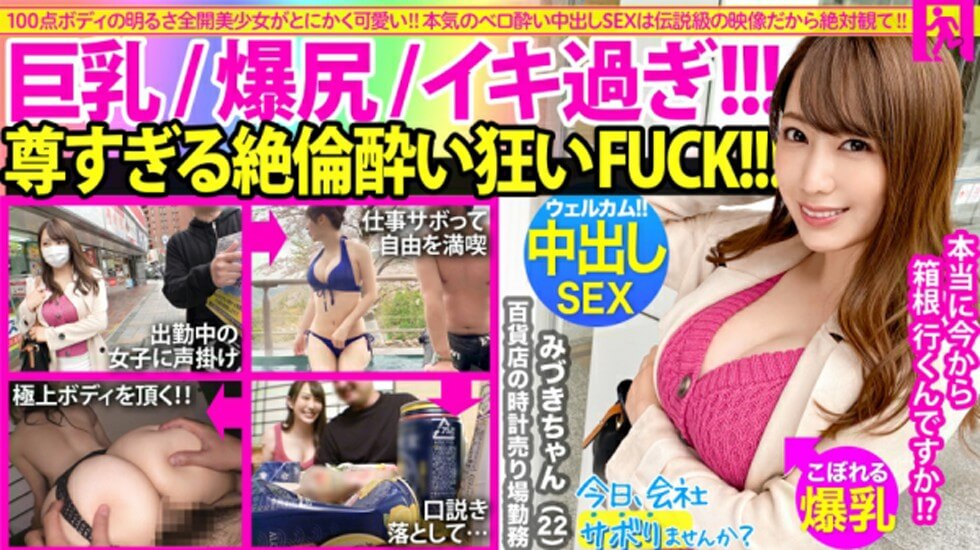 100点ボディの明るさ全開美少女がとにかく可愛い!!本気のベロ酔い中出しSEXは伝説級の映像だから絶対観て!!
巨乳/爆尻/イキ過ぎ!!!
尊すぎる絶倫酔い狂いFUCK!!!
出勤中の
女子に声掛け
仕事サボって
自由を満喫
極上ボディを頂く!!
口説き
落として…
ウェルカム!!
中出し
SEX
みづきちゃん(22)
百貨店の時計売り場勤務
本当に今から
箱根行くんですか!?
こぼれる
爆乳
今日、会社
サボりませんか?